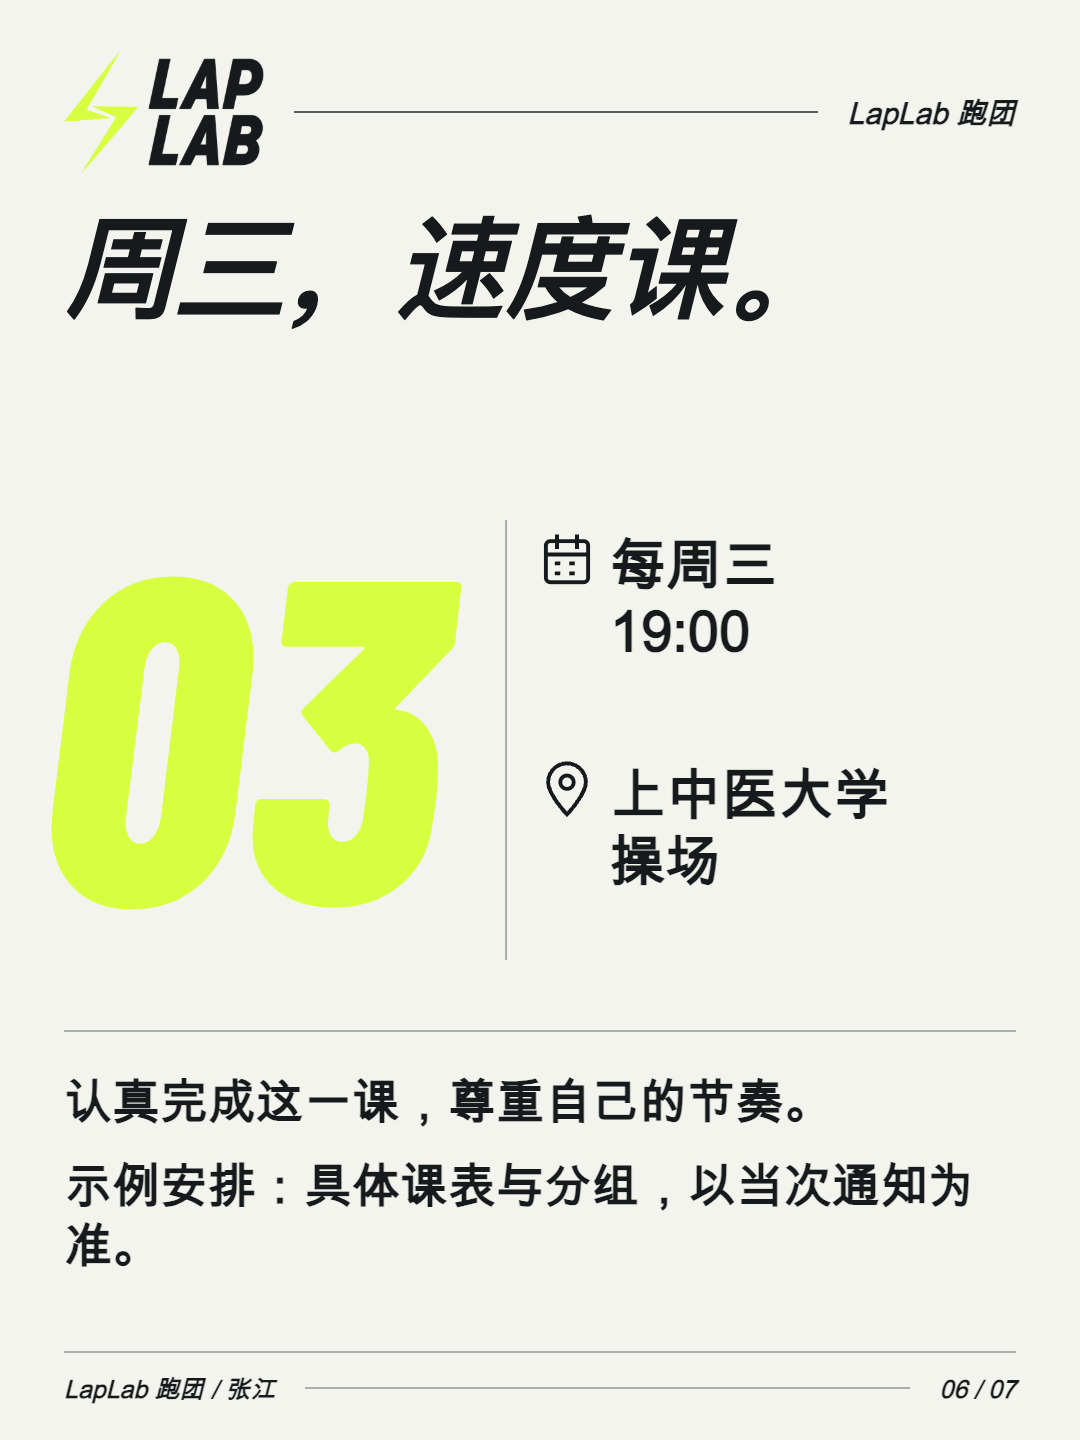 LAP
LAB
LapLab 跑团
周三，速度课。
03
每周三
19:00
上中医大学
操场
认真完成这一课，尊重自己的节奏。
示例安排：具体课表与分组，以当次通知为
准。
LapLab 跑团 / 张江
06 / 07